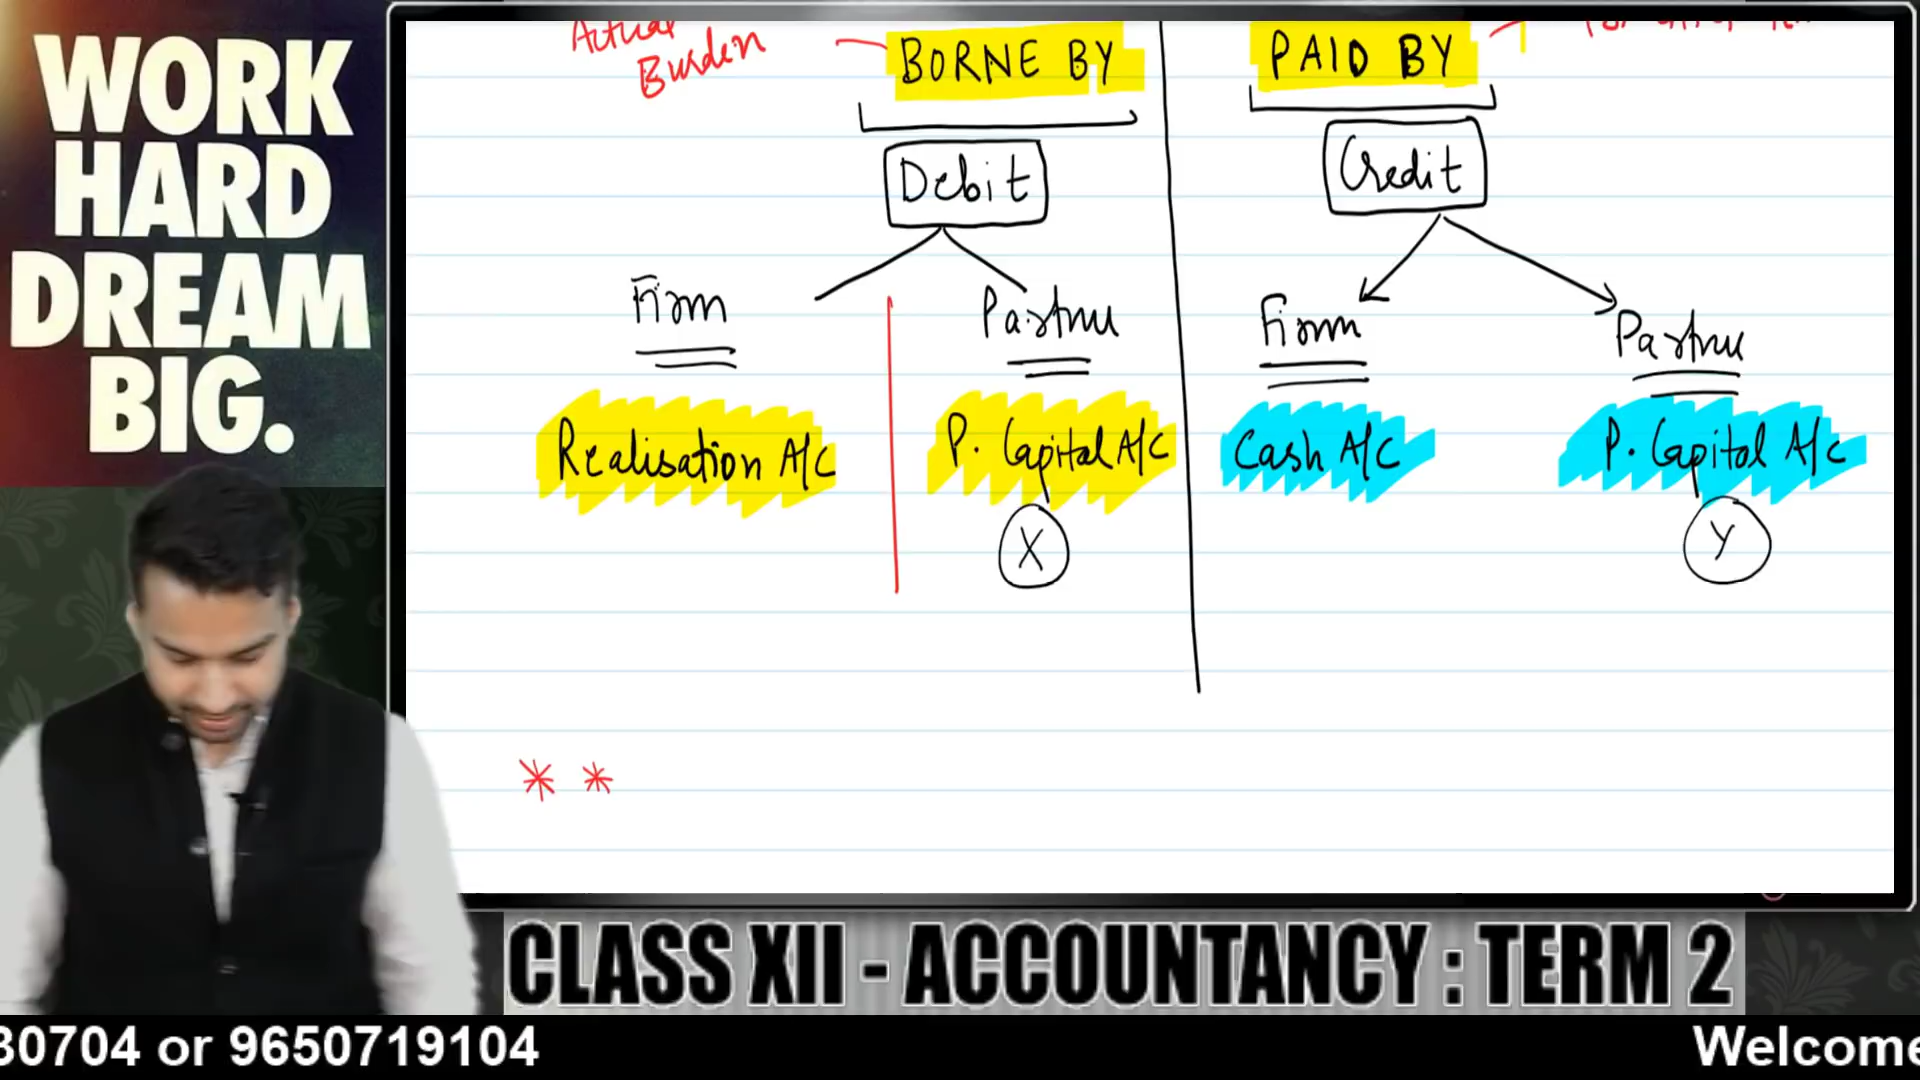 WORK
HARD
DREAM
BIG.
Actual
Burden
BORNE BY
PAID BY
Debit
Credit
Firm
Partner
Firm
Partner
Realisation A/C
P. Capital A/C
Cash A/C
P. Capital A/C
X
Y
* *
CLASS XII - ACCOUNTANCY : TERM 2
30704 or 9650719104
Welcome